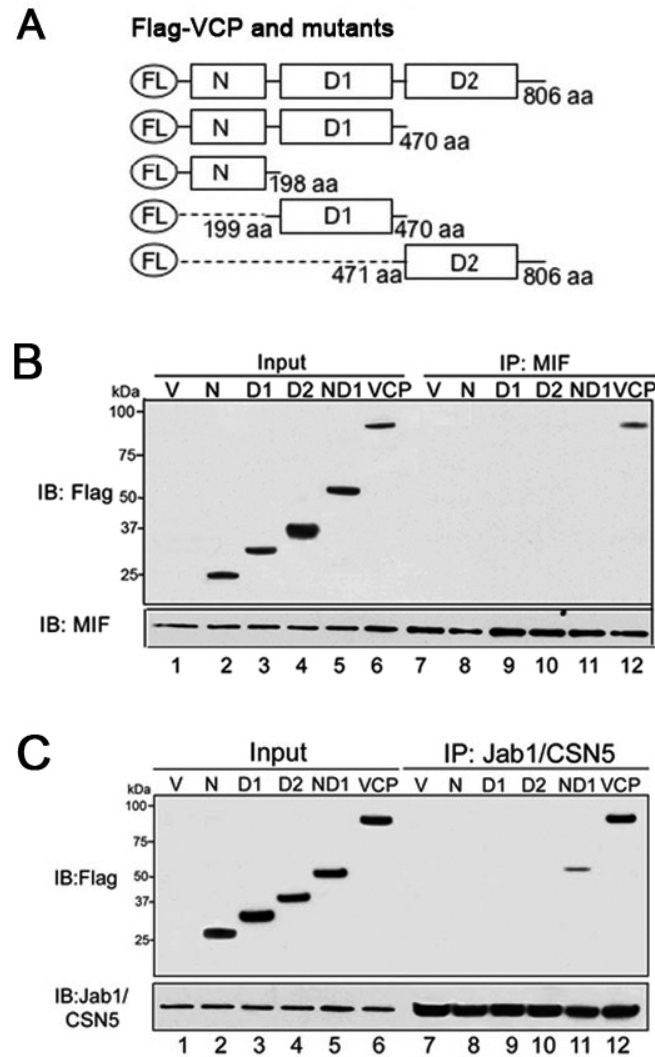 A
Flag-VCP and mutants
FL N D1 D2 806 aa
FL N D1 470 aa
FL N 198 aa
FL 199 aa D1 470 aa
FL 471 aa D2 806 aa
B
Input IP: MIF
kDa V N D1 D2 ND1 VCP V N D1 D2 ND1 VCP
100
75
IB: Flag 50
37
25
IB: MIF
1 2 3 4 5 6 7 8 9 10 11 12
C
Input IP: Jab1/CSN5
kDa V N D1 D2 ND1 VCP V N D1 D2 ND1 VCP
100
75
IB:Flag 50
37
25
IB:Jab1/
CSN5
1 2 3 4 5 6 7 8 9 10 11 12